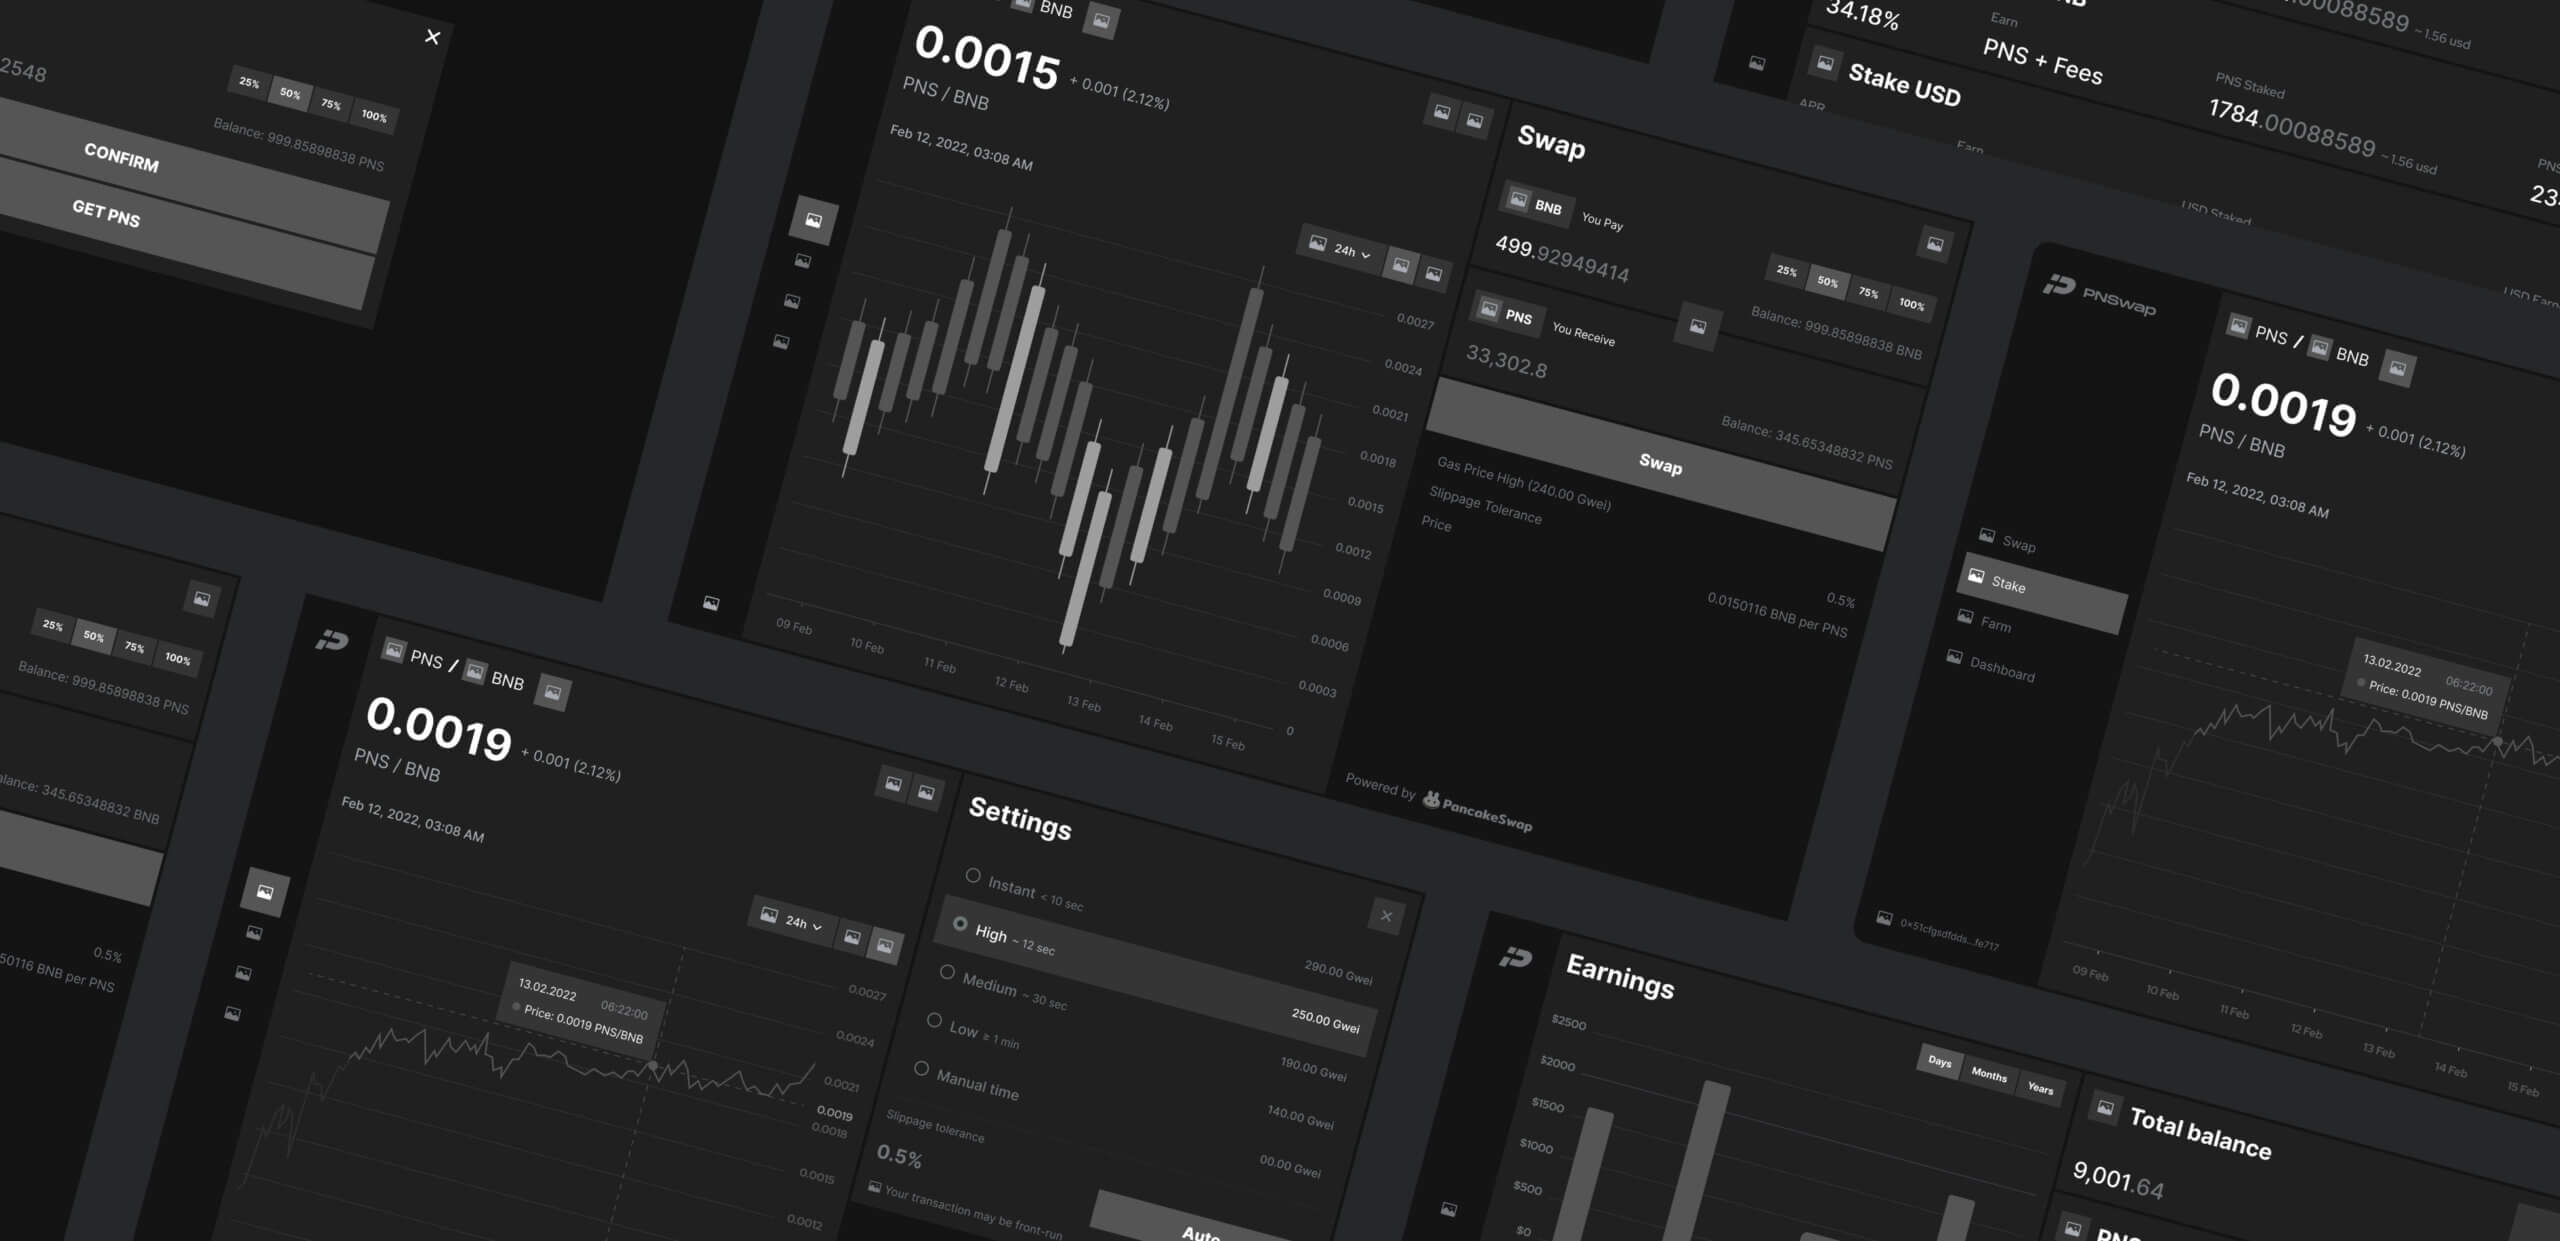 2548
25% 50% 75% 100%
Balance: 999.85898838 PNS
CONFIRM
GET PNS
BNB
0.0015 + 0.001 (2.12%)
PNS / BNB
Feb 12, 2022, 03:08 AM
24h
0.0027
0.0024
0.0021
0.0018
0.0015
0.0012
0.0009
0.0006
0.0003
0
09 Feb 10 Feb 11 Feb 12 Feb 13 Feb 14 Feb 15 Feb
Swap
BNB You Pay
499.92949414
25% 50% 75% 100%
Balance: 999.85898838 BNB
PNS You Receive
33,302.8
Balance: 345.65348832 PNS
Swap
Gas Price High (240.00 Gwei)
Slippage Tolerance
0.5%
Price
0.0150116 BNB per PNS
Powered by PancakeSwap
34.18%
Earn
PNS + Fees
.00088589 ~1.56 usd
Stake USD
PNS Staked
1784.00088589 ~1.56 usd
PNS
23
APR
Earn
USD Staked
USD Earn
PNSwap
Swap
Stake
Farm
Dashboard
0x51cfgsdfdds...fe717
PNS / BNB
0.0019 + 0.001 (2.12%)
PNS / BNB
Feb 12, 2022, 03:08 AM
13.02.2022 06:22:00
Price: 0.0019 PNS/BNB
09 Feb 10 Feb 11 Feb 12 Feb 13 Feb 14 Feb 15 Feb
25% 50% 75% 100%
Balance: 999.85898838 PNS
alance: 345.65348832 BNB
0.5%
50116 BNB per PNS
PNS / BNB
0.0019 + 0.001 (2.12%)
PNS / BNB
Feb 12, 2022, 03:08 AM
24h
13.02.2022 06:22:00
Price: 0.0019 PNS/BNB
0.0027
0.0024
0.0021
0.0019
0.0018
0.0015
0.0012
Settings
Instant < 10 sec
290.00 Gwei
High ~ 12 sec
250.00 Gwei
Medium ~ 30 sec
190.00 Gwei
Low ≥ 1 min
140.00 Gwei
Manual time
00.00 Gwei
Slippage tolerance
0.5%
Auto
Your transaction may be front-run
Earnings
Days Months Years
$2500
$2000
$1500
$1000
$500
$0
Total balance
9,001.64